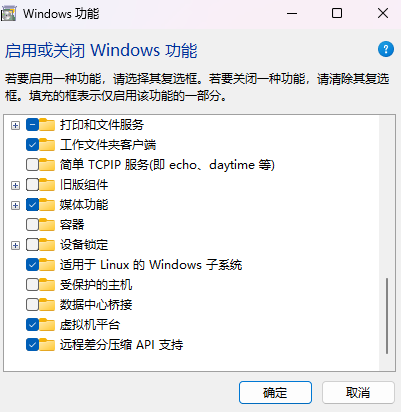 Windows 功能
启用或关闭 Windows 功能
若要启用一种功能，请选择其复选框。若要关闭一种功能，请清除其复选
框。填充的框表示仅启用该功能的一部分。
打印和文件服务
工作文件夹客户端
简单 TCPIP 服务(即 echo、daytime 等)
旧版组件
媒体功能
容器
设备锁定
适用于 Linux 的 Windows 子系统
受保护的主机
数据中心桥接
虚拟机平台
远程差分压缩 API 支持
确定 取消